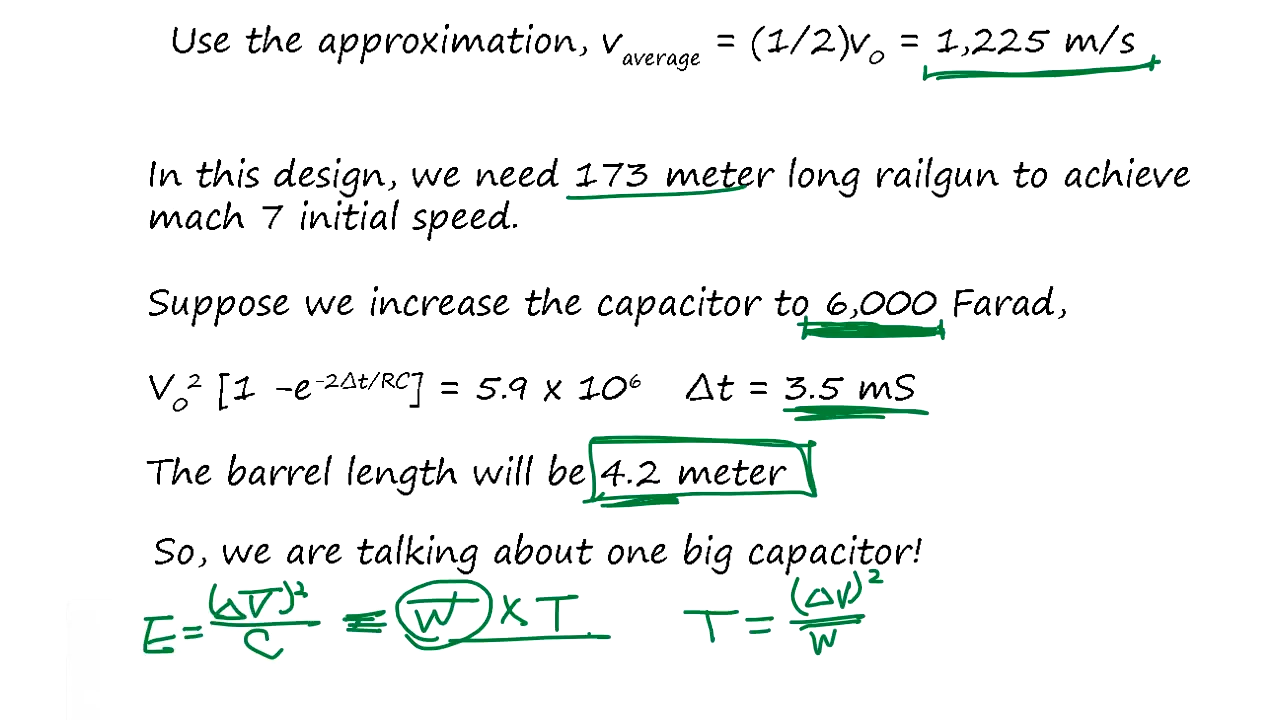 Use the approximation, v_average = (1/2)v_o = 1,225 m/s
In this design, we need 173 meter long railgun to achieve
mach 7 initial speed.
Suppose we increase the capacitor to 6,000 Farad,
V_o² [1 -e^(-2Δt/RC)] = 5.9 x 10⁶ Δt = 3.5 mS
The barrel length will be 4.2 meter
So, we are talking about one big capacitor!
E = (ΔV)²/C = W x T T = (ΔV)²/W